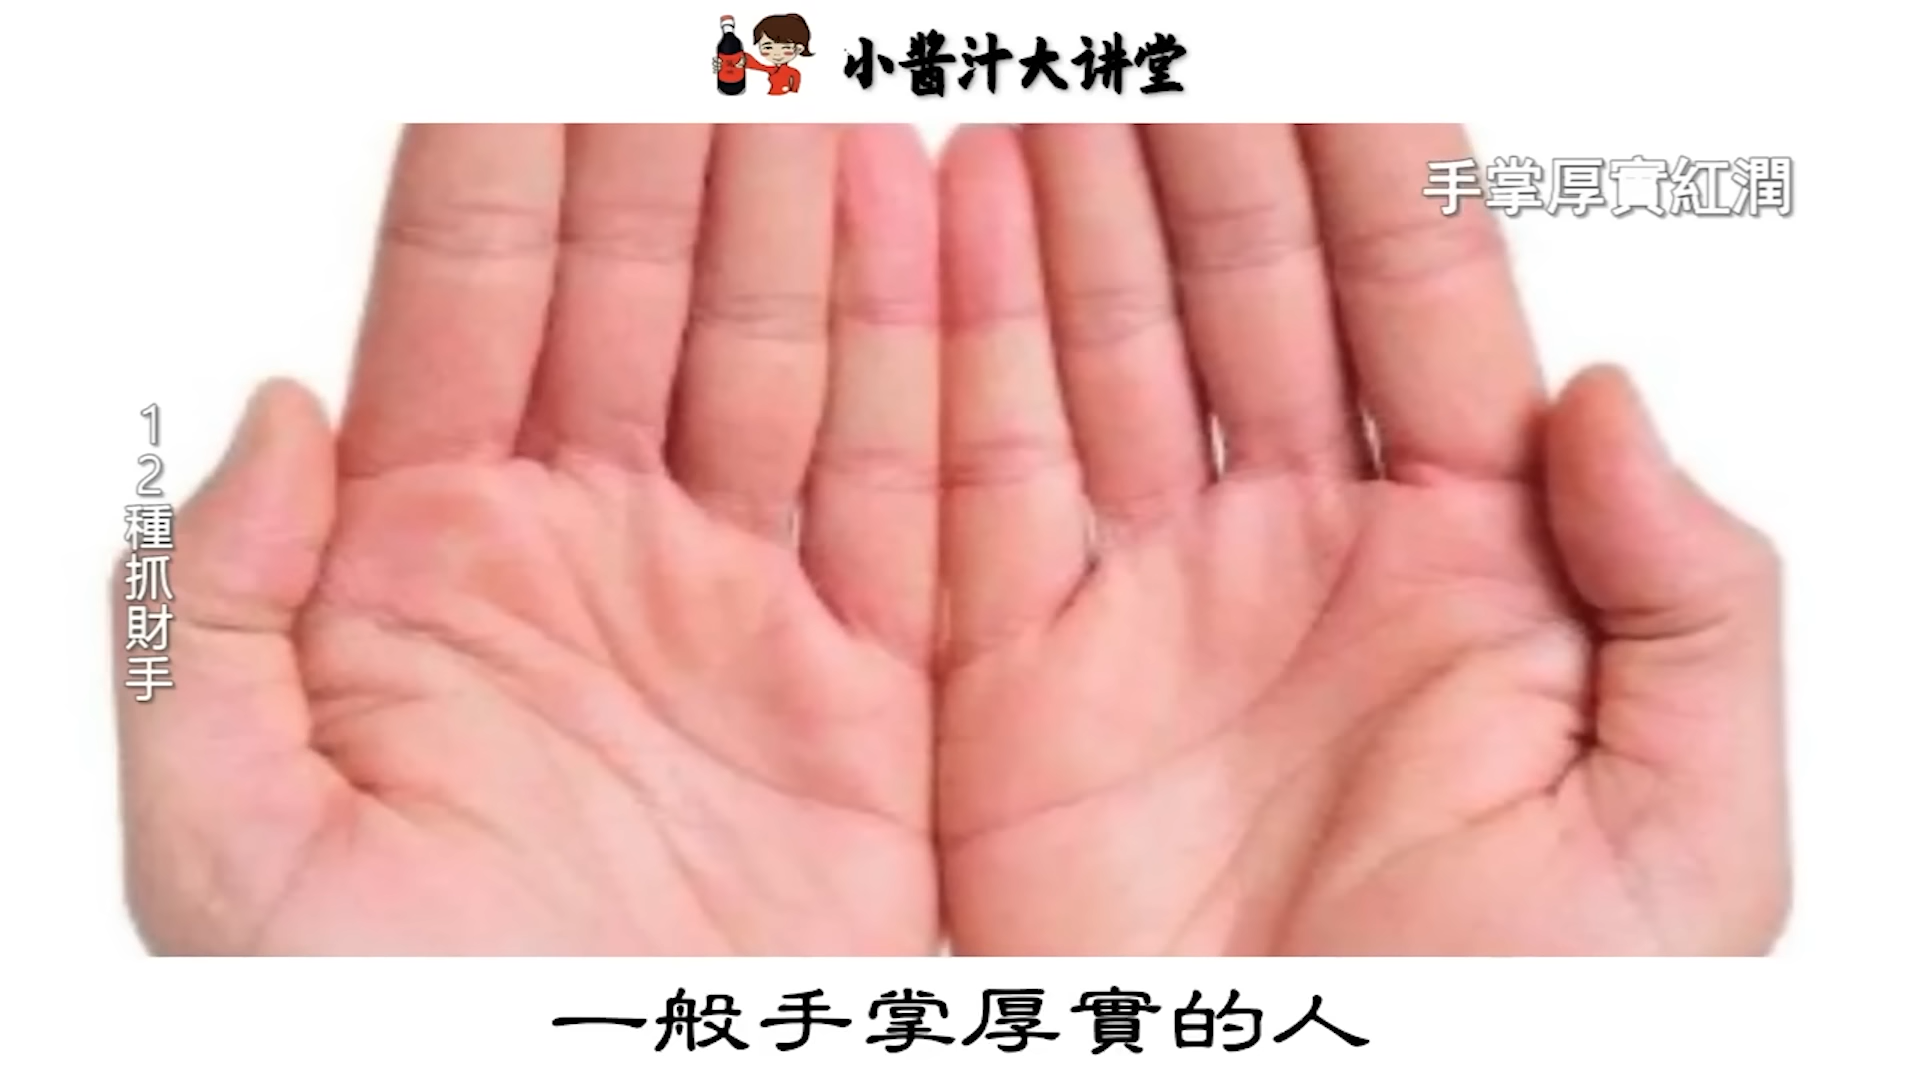 小酱汁大讲堂
手掌厚實紅潤
12種抓財手
一般手掌厚實的人